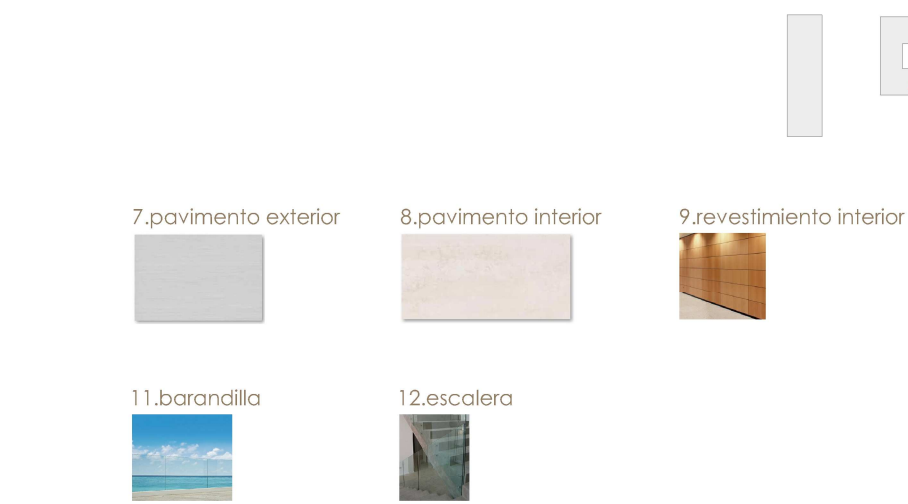 7.pavimento exterior
8.pavimento interior
9.revestimiento interior
11.barandilla
12.escalera